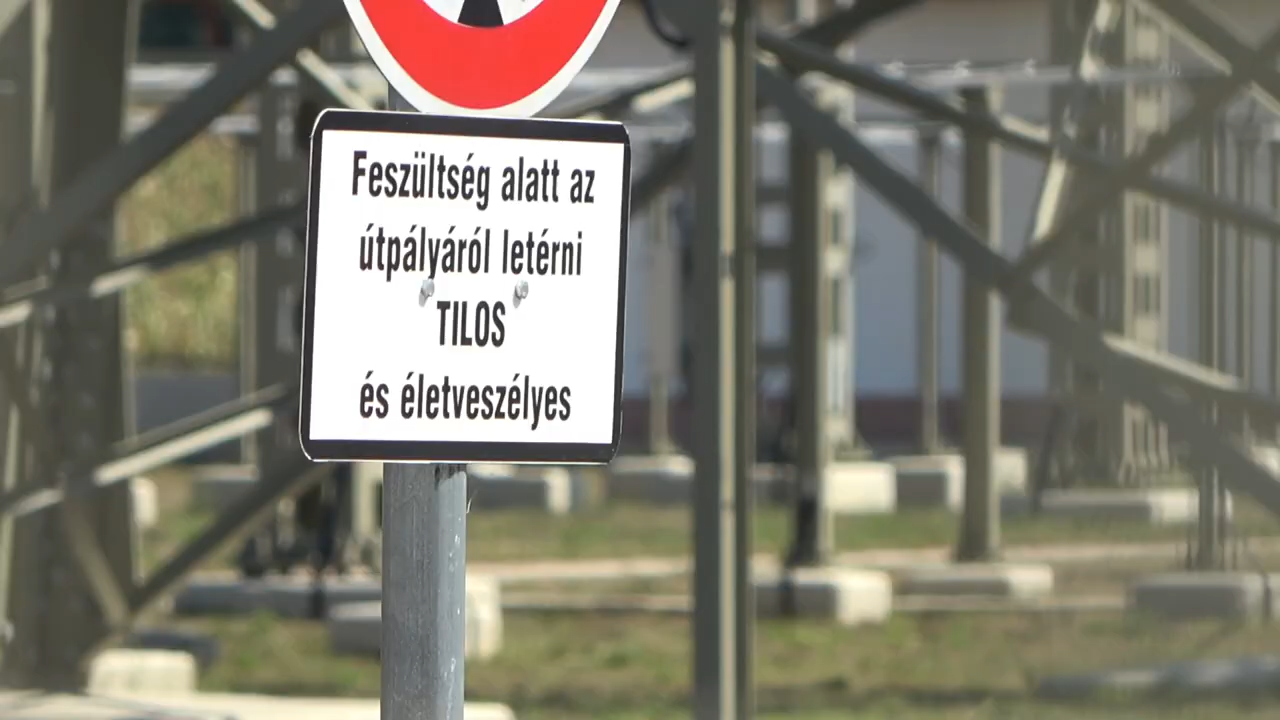 Feszültség alatt az
útpályáról letérni
TILOS
és életveszélyes